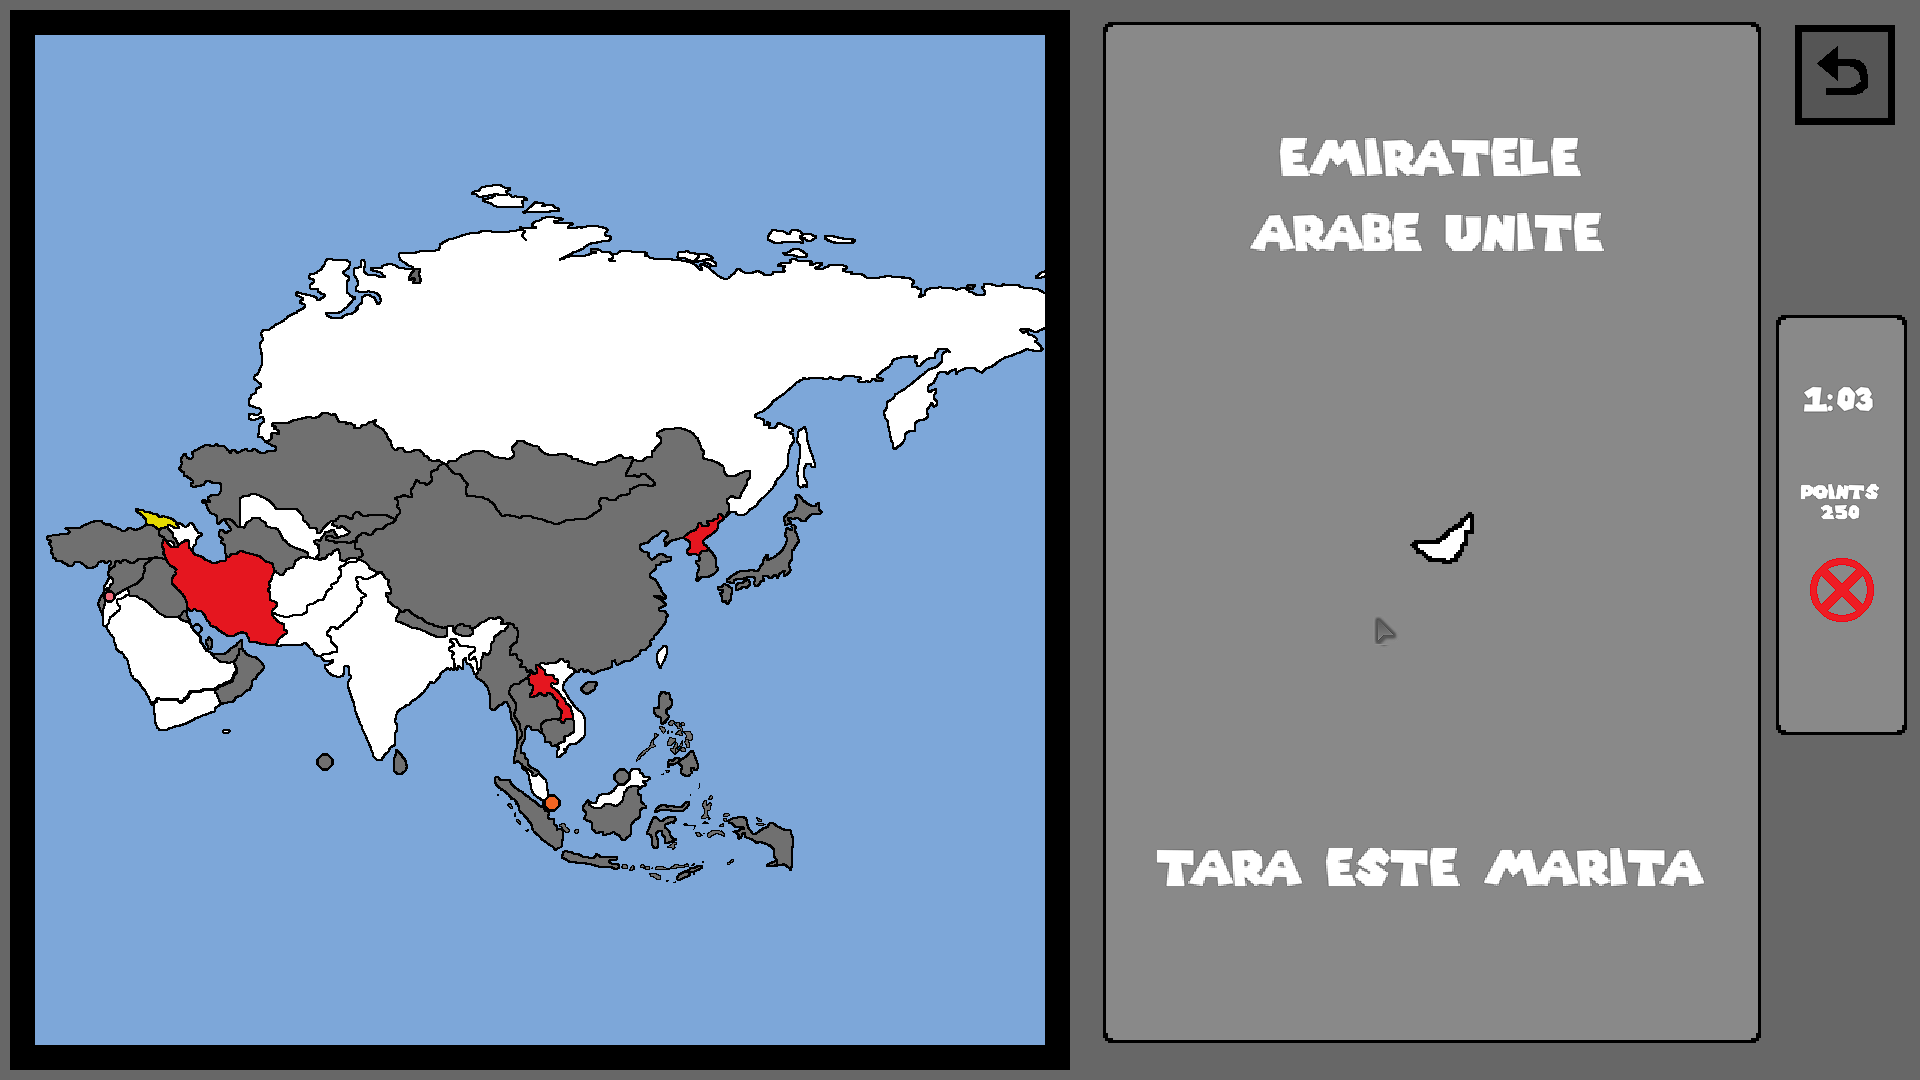 EMIRATELE
ARABE UNITE
TARA ESTE MARITA
1:03
POINTS
250